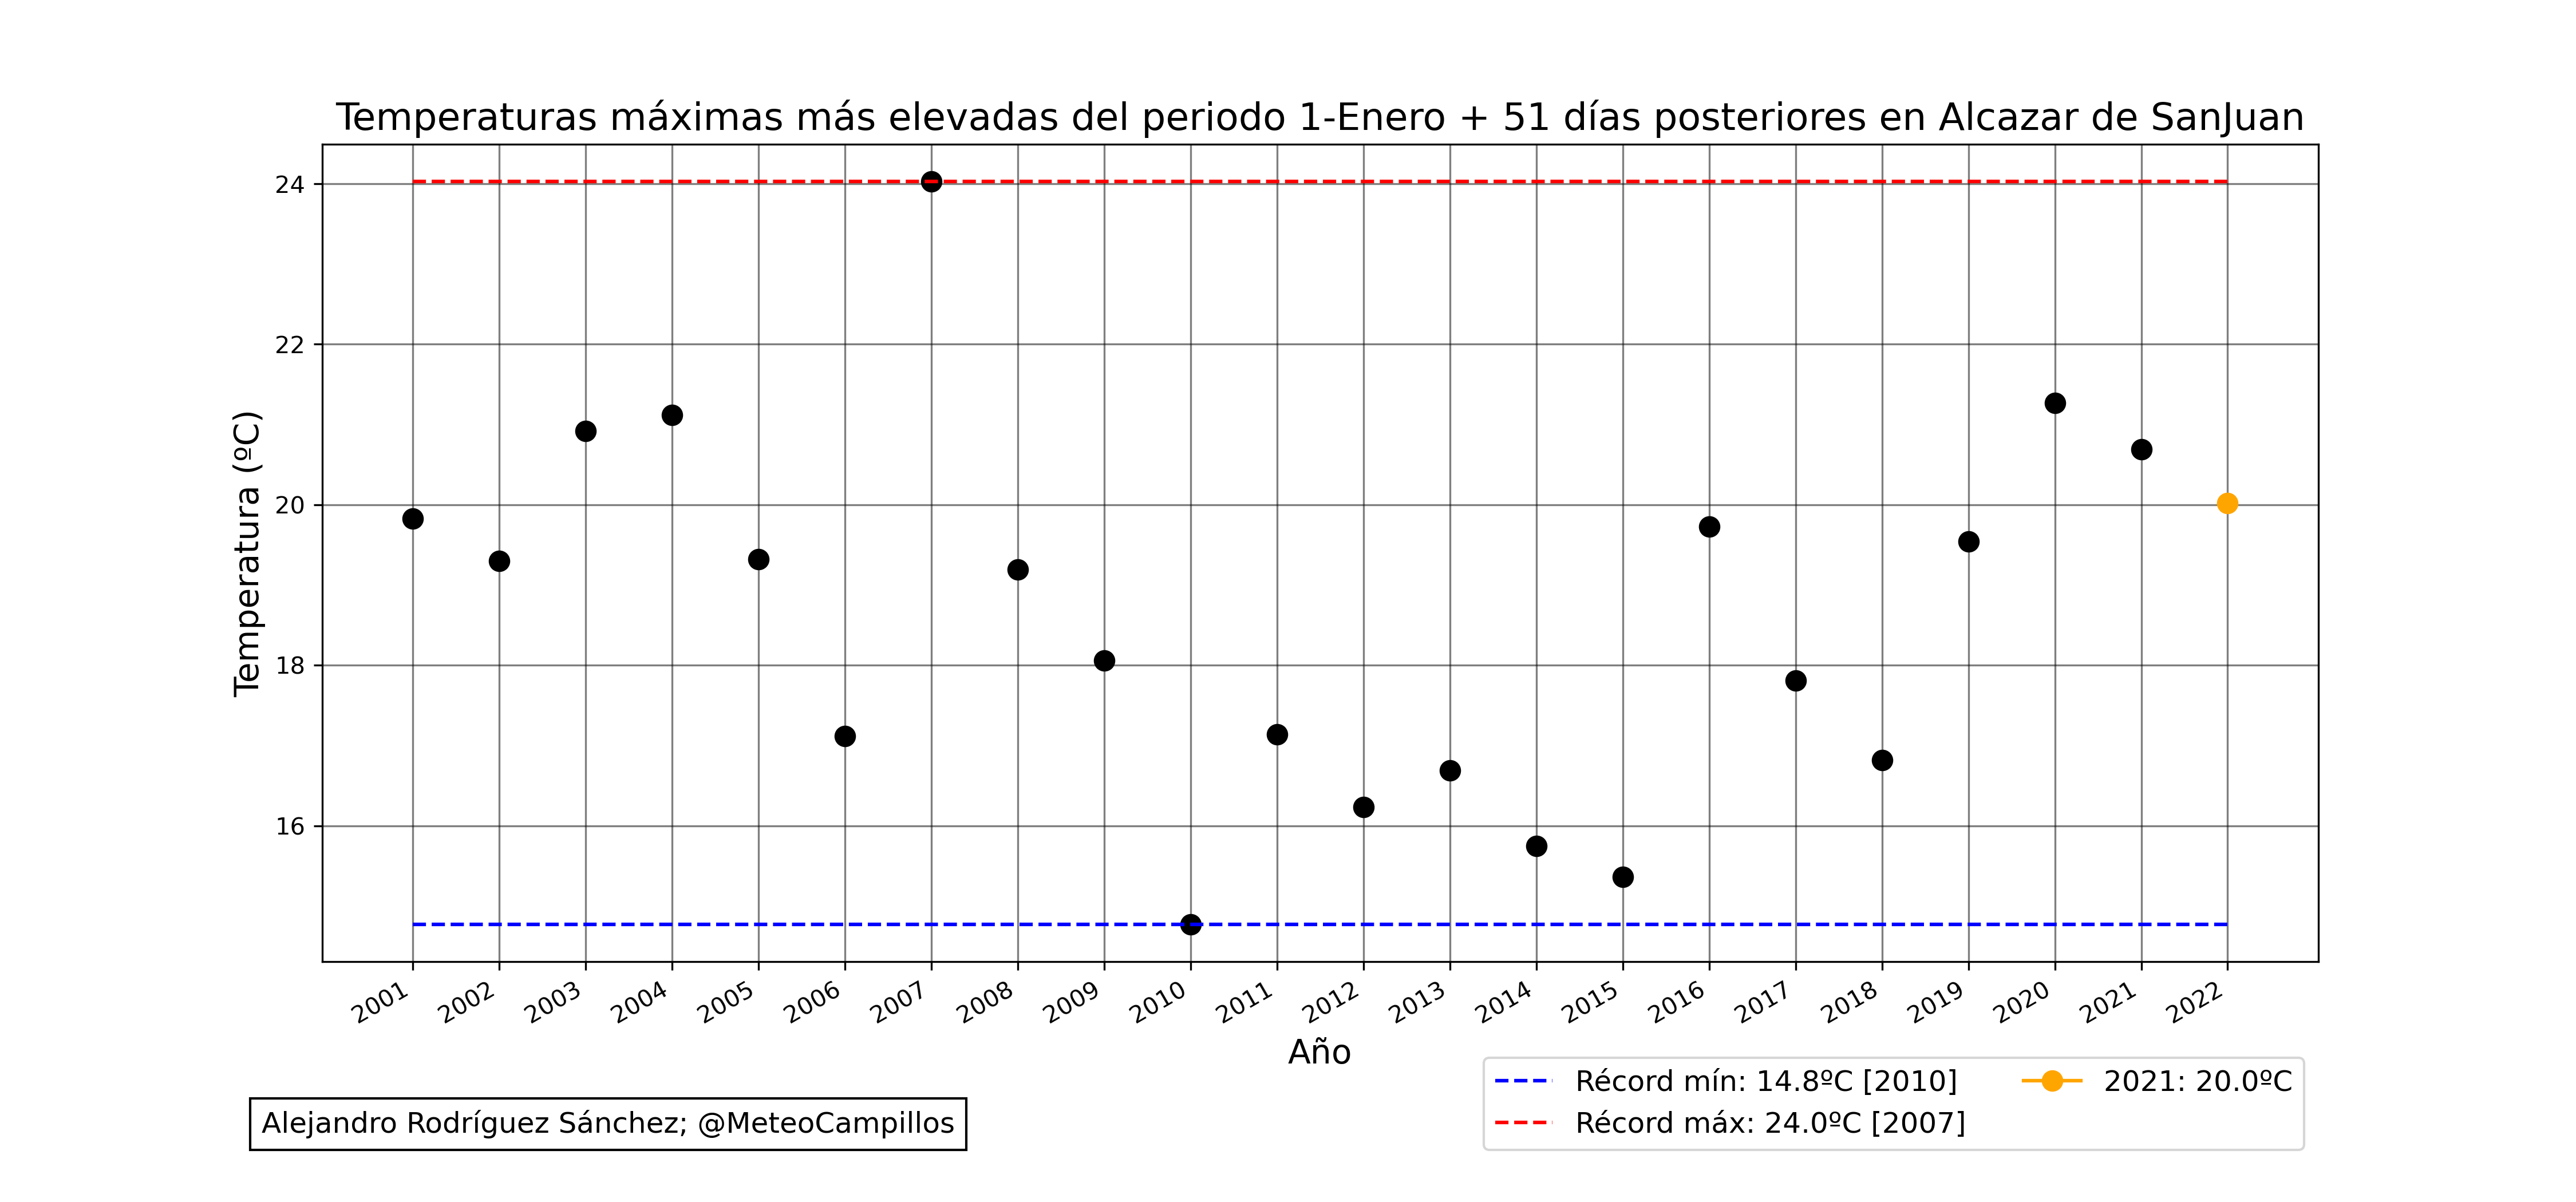 Temperaturas máximas más elevadas del periodo 1-Enero + 51 días posteriores en Alcazar de SanJuan
Temperatura (ºC)
24
22
20
18
16
2001 2002 2003 2004 2005 2006 2007 2008 2009 2010 2011 2012 2013 2014 2015 2016 2017 2018 2019 2020 2021 2022
Año
Récord mín: 14.8ºC [2010]
Récord máx: 24.0ºC [2007]
2021: 20.0ºC
Alejandro Rodríguez Sánchez; @MeteoCampillos